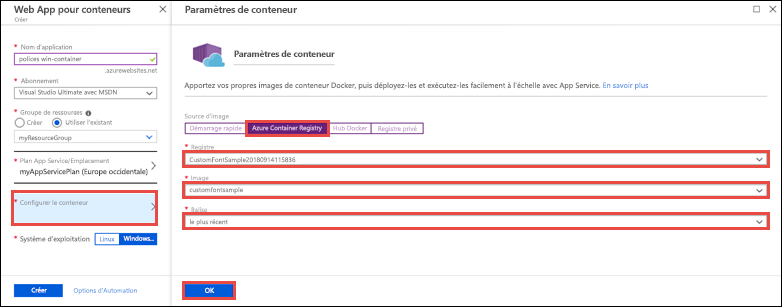 Web App pour conteneurs
Créer
* Nom d'application
polices win-container
.azurewebsites.net
* Abonnement
Visual Studio Ultimate avec MSDN
* Groupe de ressources
Créer Utiliser l'existant
myResourceGroup
* Plan App Service/Emplacement
myAppServicePlan (Europe occidentale)
* Configurer le conteneur
* Système d'exploitation Linux Windows...
Créer Options d'Automation
Paramètres de conteneur
Paramètres de conteneur
Apportez vos propres images de conteneur Docker, puis déployez-les et exécutez-les facilement à l'échelle avec App Service. En savoir plus
Source d'image
Démarrage rapide Azure Container Registry Hub Docker Registre privé
* Registre
CustomFontSample20180914115836
* Image
customfontsample
* Balise
le plus récent
OK